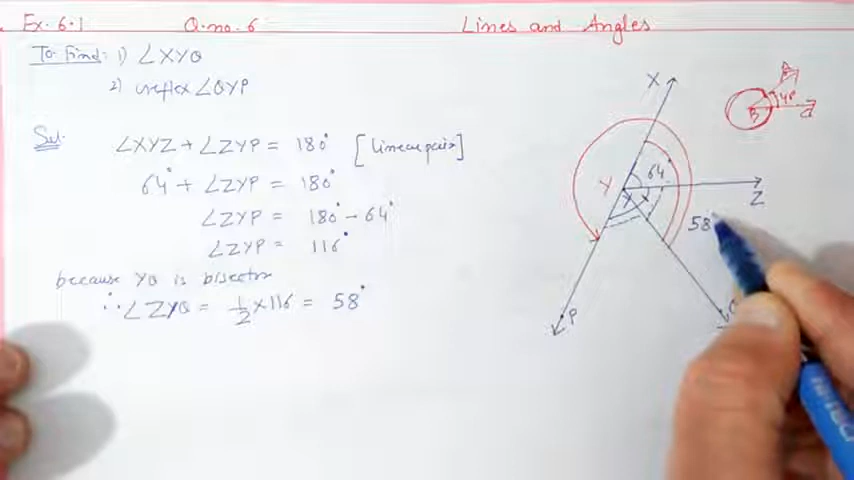 Ex. 6.1 Q.no.6 Lines and Angles
To Find: 1) ∠XYQ
2) reflex ∠QYP
Sol:
∠XYZ + ∠ZYP = 180° [linear pair]
64° + ∠ZYP = 180°
∠ZYP = 180° - 64°
∠ZYP = 116°
because YQ is bisector
∴ ∠ZYQ = 1/2 × 116 = 58°
X
Y
64°
Z
58°
P
A
B